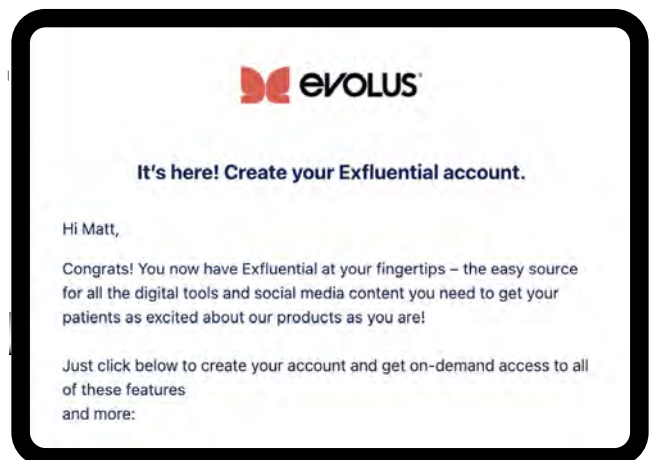 evolus
It's here! Create your Exfluential account.
Hi Matt,
Congrats! You now have Exfluential at your fingertips – the easy source
for all the digital tools and social media content you need to get your
patients as excited about our products as you are!
Just click below to create your account and get on-demand access to all
of these features
and more: